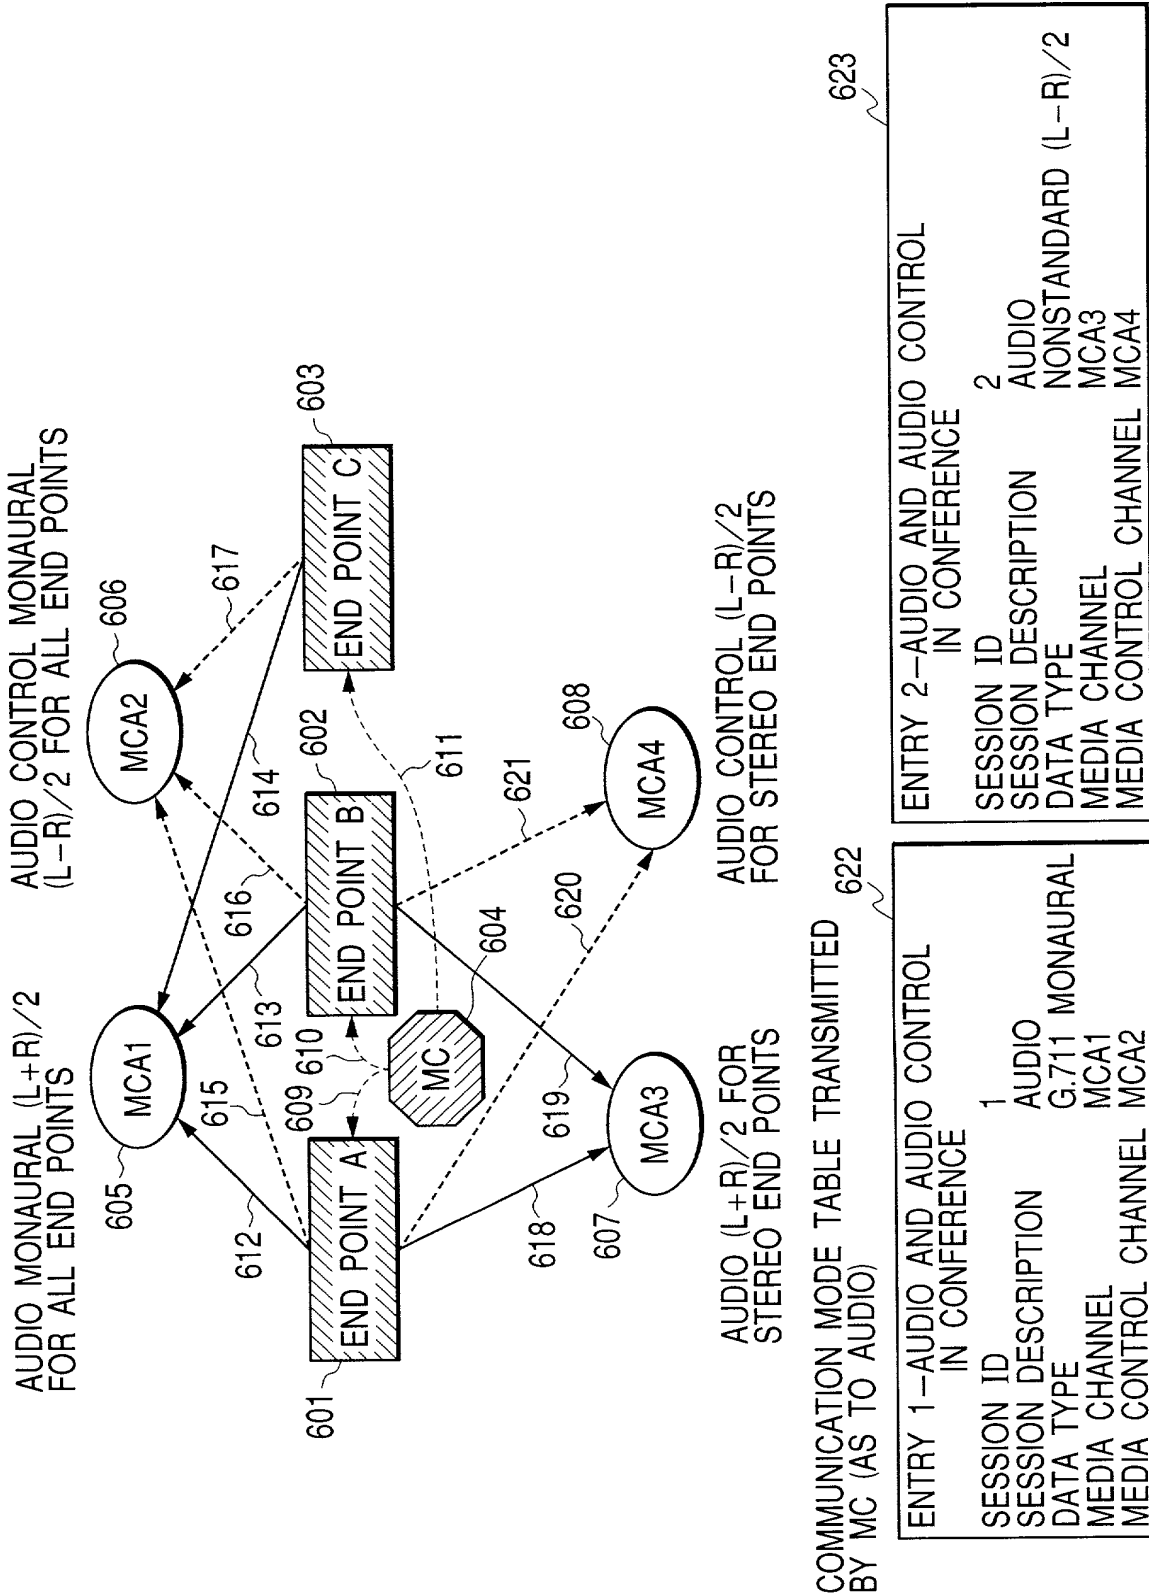 AUDIO MONAURAL (L+R)/2
FOR ALL END POINTS
AUDIO CONTROL MONAURAL
(L-R)/2 FOR ALL END POINTS
605
MCA1
606
MCA2
612
615
613
616
614
617
601
END POINT A
609
610
END POINT B
602
END POINT C
603
MC
604
611
618
619
620
621
607
MCA3
608
MCA4
AUDIO (L+R)/2 FOR
STEREO END POINTS
AUDIO CONTROL (L-R)/2
FOR STEREO END POINTS
COMMUNICATION MODE TABLE TRANSMITTED
BY MC (AS TO AUDIO)
622
ENTRY 1-AUDIO AND AUDIO CONTROL
IN CONFERENCE
SESSION ID 1
SESSION DESCRIPTION AUDIO
DATA TYPE G.711 MONAURAL
MEDIA CHANNEL MCA1
MEDIA CONTROL CHANNEL MCA2
623
ENTRY 2-AUDIO AND AUDIO CONTROL
IN CONFERENCE
SESSION ID 2
SESSION DESCRIPTION AUDIO
DATA TYPE NONSTANDARD (L-R)/2
MEDIA CHANNEL MCA3
MEDIA CONTROL CHANNEL MCA4